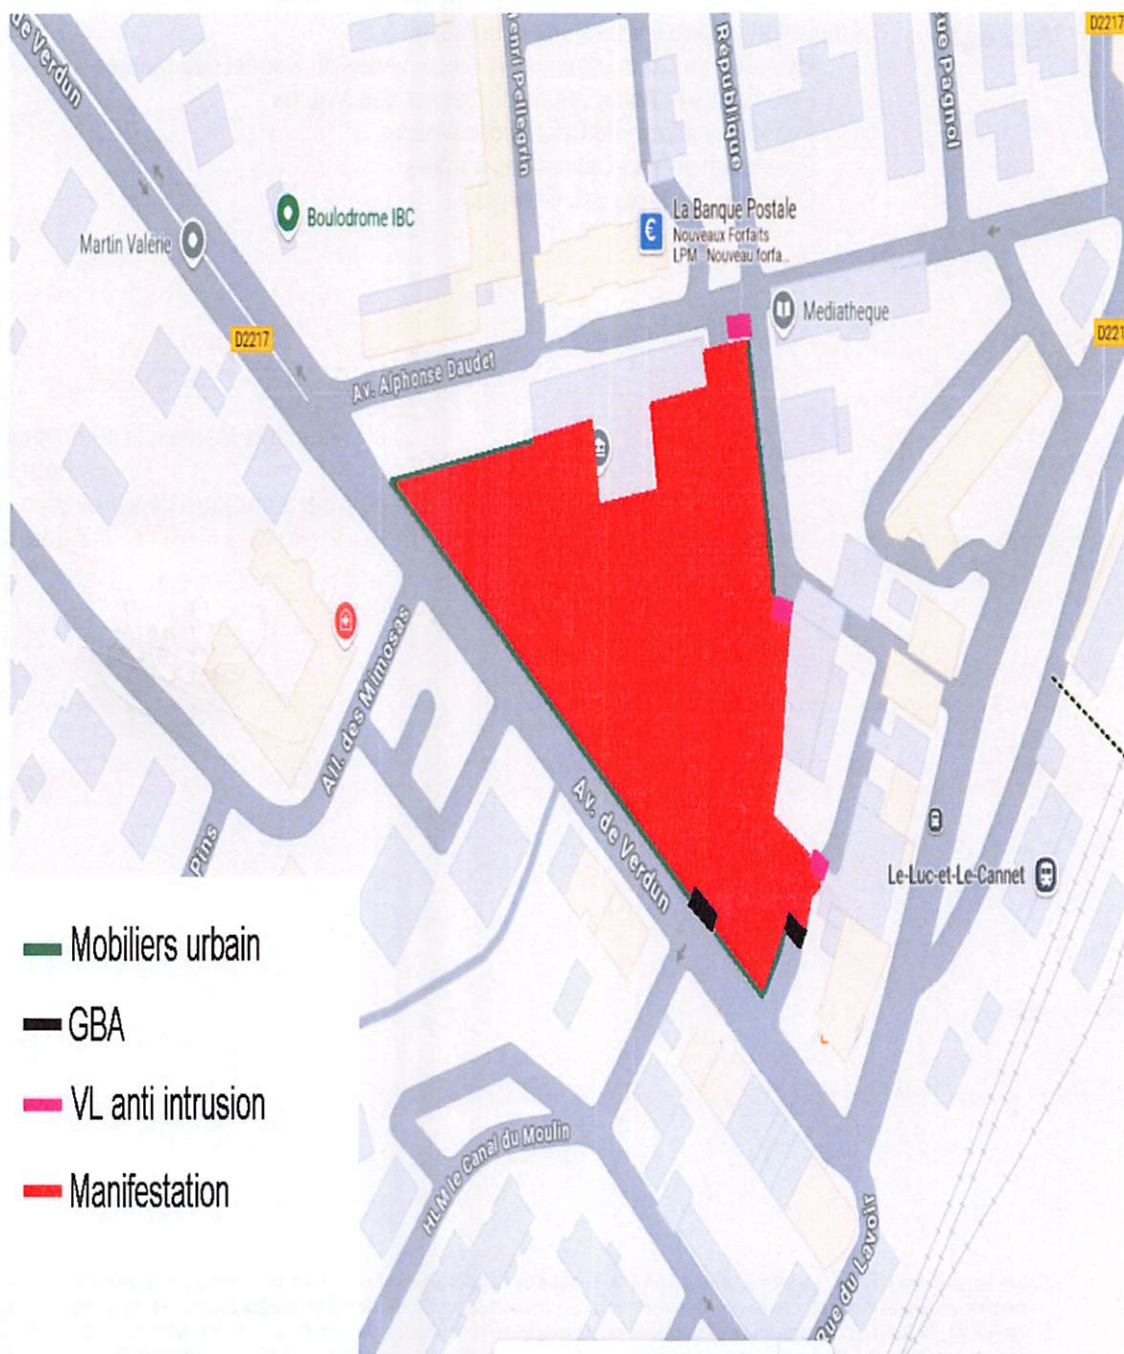 de Verdun
Henri Pellegrin
République
rue Pagnol
D2217
Boulodrome IBC
Martin Valérie
La Banque Postale
Nouveaux Forfaits
LPM - Nouveau forfa...
Mediatheque
D2217
D221
Av. Alphonse Daudet
All. des Mimosas
Pins
Av. de Verdun
Le-Luc-et-Le-Cannet
Mobiliers urbain
GBA
VL anti intrusion
Manifestation
HLM le Canal du Moulin
Rue du Lavoir